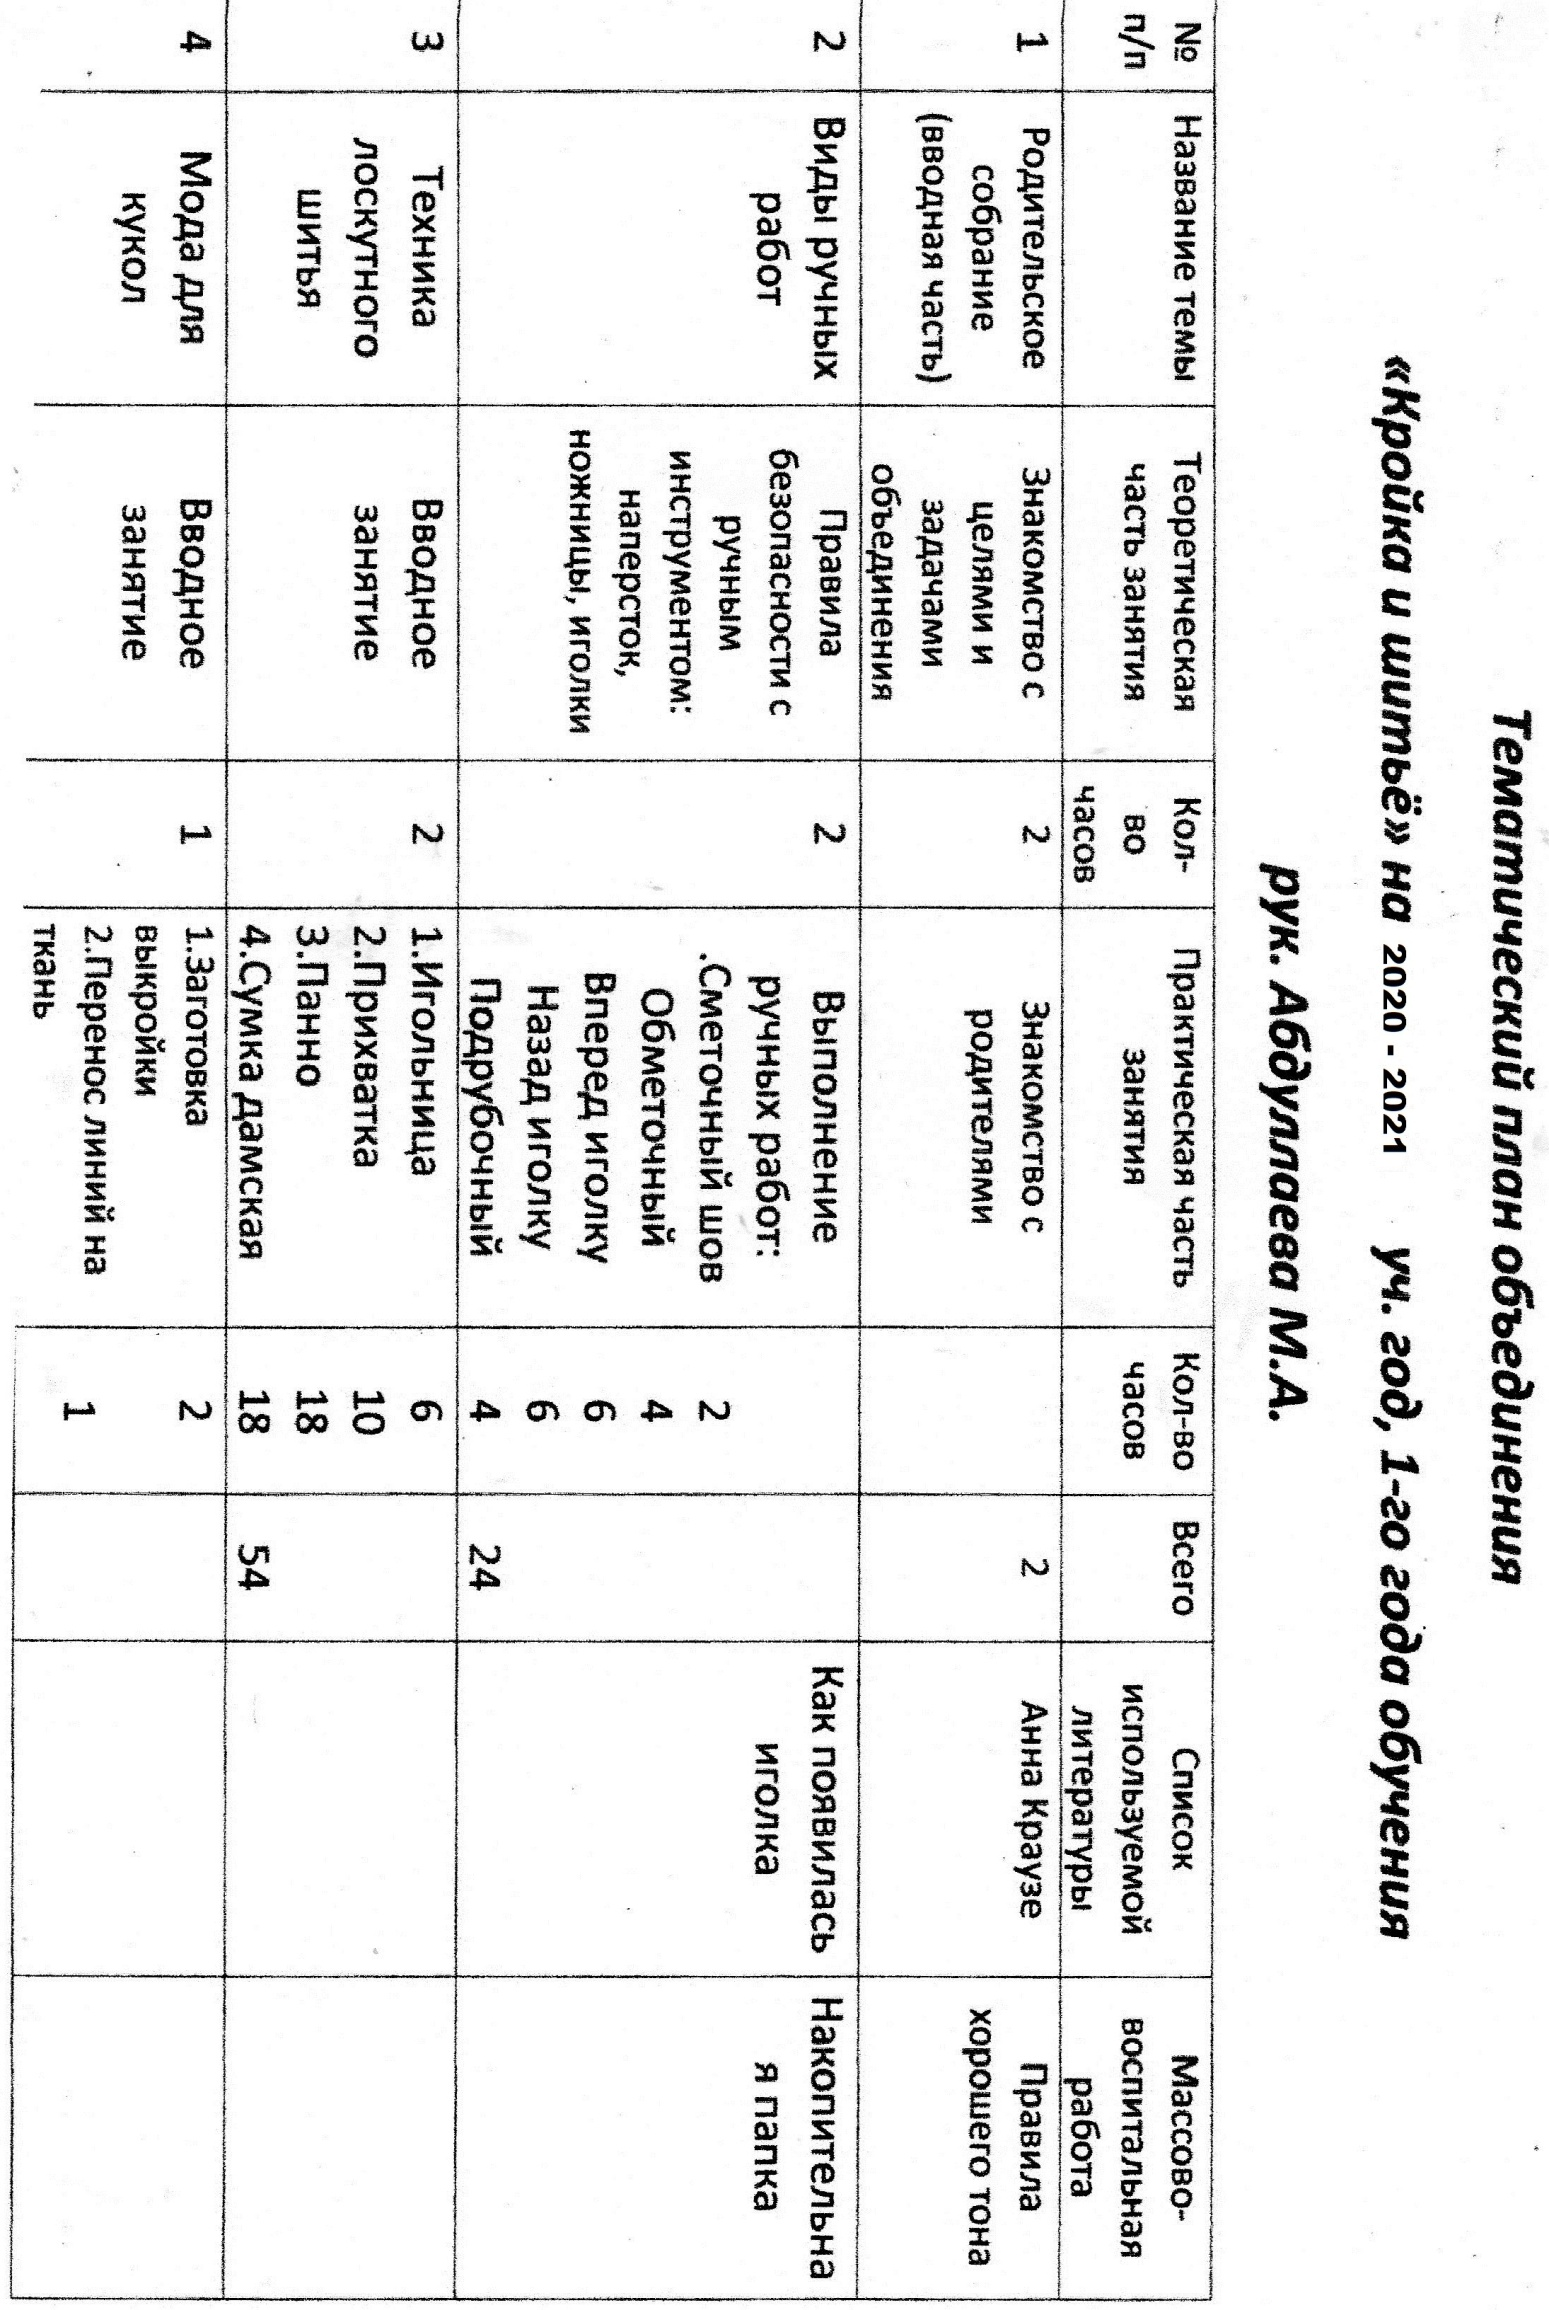 Тематический план объединения
«Кройка и шитьё» на 2020 - 2021 уч. год, 1-го года обучения
рук. Абдуллаева М.А.
№
п/п
Название темы
Теоретическая
часть занятия
Кол-
во
часов
Практическая часть
занятия
Кол-во
часов
Всего
Список
используемой
литературы
Массово-
воспитальная
работа
1
Родительское
собрание
(вводная часть)
Знакомство с
целями и
задачами
объединения
2
Знакомство с
родителями
2
Анна Краузе
Правила
хорошего тона
2
Виды ручных
работ
Правила
безопасности с
ручным
инструментом:
наперсток,
ножницы, иголки
2
Выполнение
ручных работ:
.Сметочный шов
Обметочный
Вперед иголку
Назад иголку
Подрубочный
2
4
6
6
4
24
Как появилась
иголка
Накопительна
я папка
3
Техника
лоскутного
шитья
Вводное
занятие
2
1.Игольница
2.Прихватка
3.Панно
4.Сумка дамская
6
10
18
18
54
4
Мода для
кукол
Вводное
занятие
1
1.Заготовка
выкройки
2.Перенос линий на
ткань
2
1